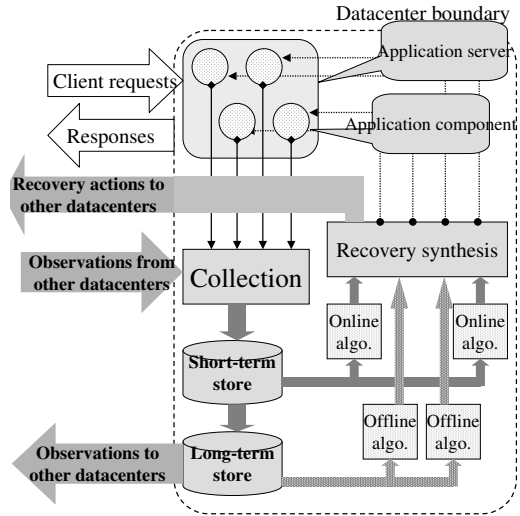 Datacenter boundary
Application server
Client requests
Application component
Responses
Recovery actions to
other datacenters
Recovery synthesis
Observations from
other datacenters
Collection
Online
algo.
Online
algo.
Short-term
store
Offline
algo.
Offline
algo.
Observations to
other datacenters
Long-term
store